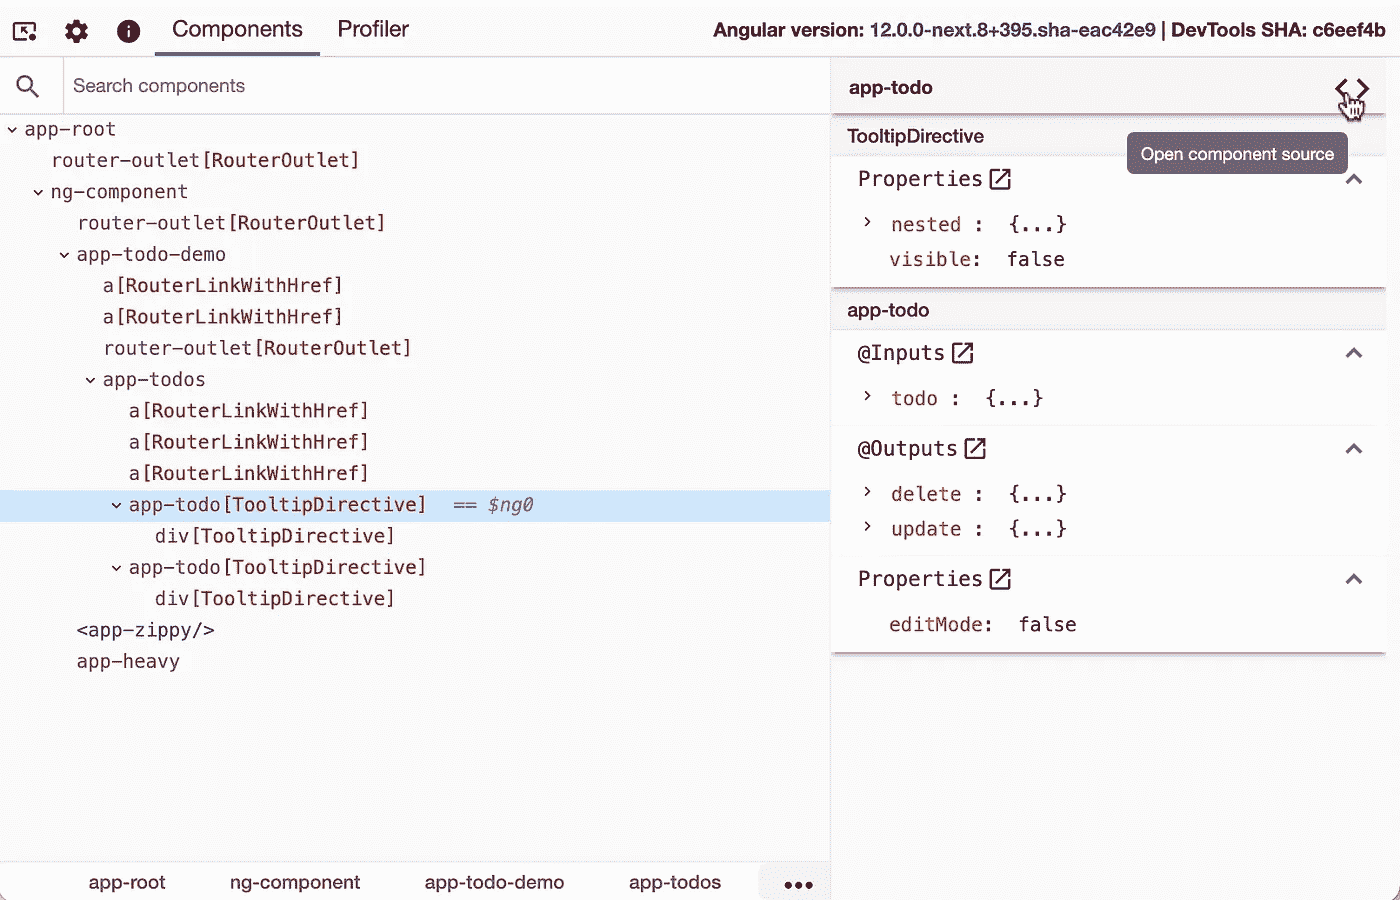 Components Profiler Angular version: 12.0.0-next.8+395.sha-eac42e9 | DevTools SHA: c6eef4b
Search components
app-root
router-outlet[RouterOutlet]
ng-component
router-outlet[RouterOutlet]
app-todo-demo
a[RouterLinkWithHref]
a[RouterLinkWithHref]
router-outlet[RouterOutlet]
app-todos
a[RouterLinkWithHref]
a[RouterLinkWithHref]
a[RouterLinkWithHref]
app-todo[TooltipDirective] == $ng0
div[TooltipDirective]
app-todo[TooltipDirective]
div[TooltipDirective]
<app-zippy/>
app-heavy
app-root ng-component app-todo-demo app-todos •••
app-todo
TooltipDirective
Open component source
Properties
nested : {...}
visible: false
app-todo
@Inputs
todo : {...}
@Outputs
delete : {...}
update : {...}
Properties
editMode: false